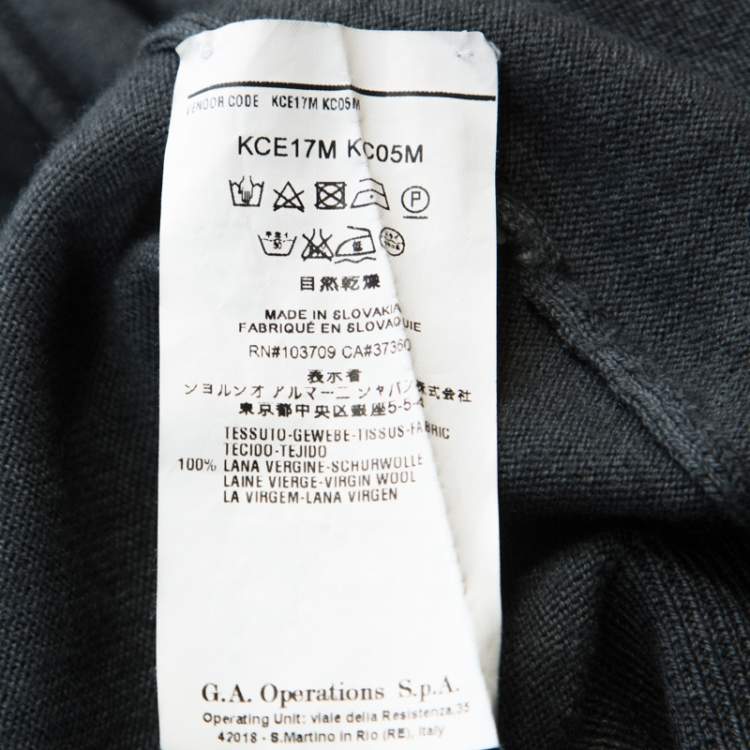 VENDOR CODE KCE17M KC05M
KCE17M KC05M
P
自然乾燥
MADE IN SLOVAKIA
FABRIQUÉ EN SLOVAQUIE
RN#103709 CA#37360
表示者
ジョルジオ アルマーニ ジャパン株式会社
東京都中央区銀座5-5-4
TESSUTO-GEWEBE-TISSUS-FABRIC
TECIDO-TEJIDO
100% LANA VERGINE-SCHURWOLLE
LAINE VIERGE-VIRGIN WOOL
LA VIRGEM-LANA VIRGEN
G.A. Operations S.p.A.
Operating Unit: viale della Resistenza,35
42018 - S.Martino in Rio (RE), Italy